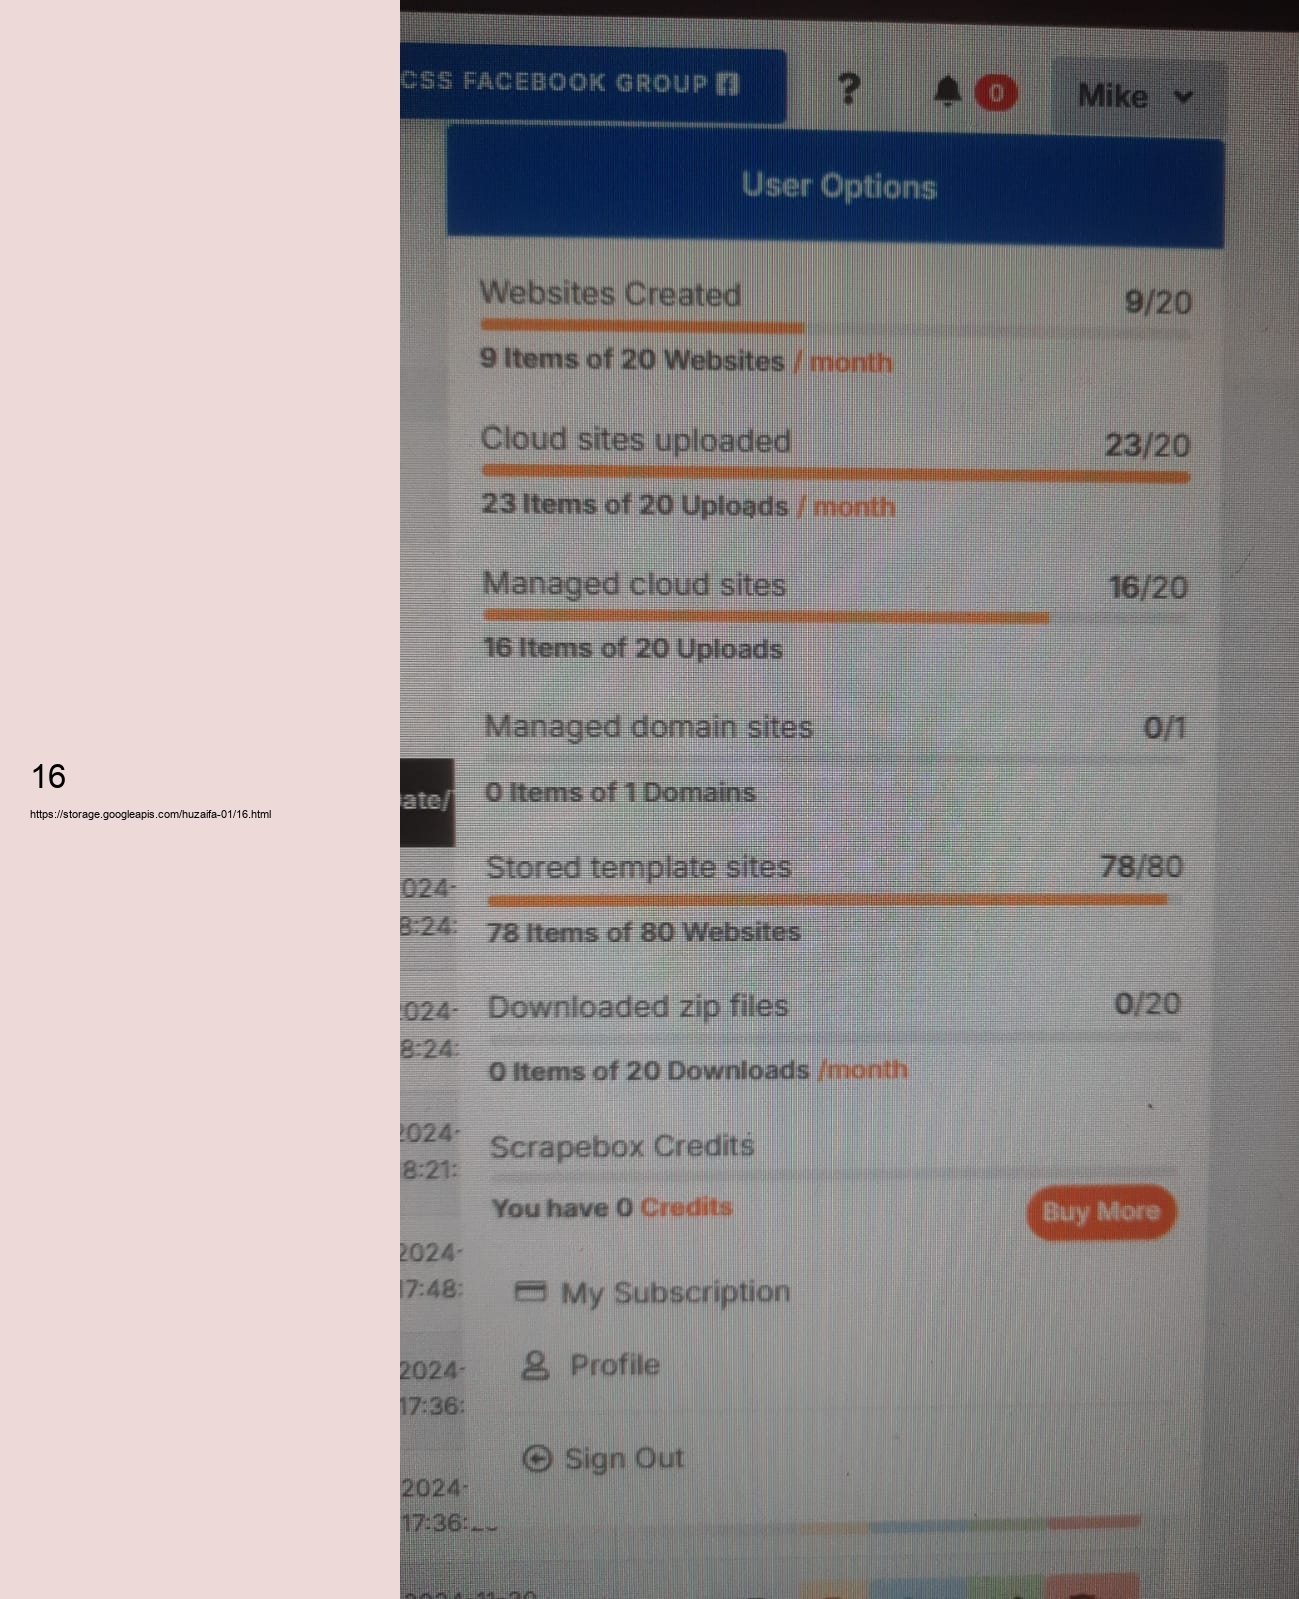 16
https://storage.googleapis.com/huzaifa-01/16.html
CSS FACEBOOK GROUP
? 0 Mike
User Options
Websites Created 9/20
9 Items of 20 Websites / month
Cloud sites uploaded 23/20
23 Items of 20 Uploads / month
Managed cloud sites 16/20
16 Items of 20 Uploads
Managed domain sites 0/1
ate/
0 Items of 1 Domains
Stored template sites 78/80
024-
8:24:
78 Items of 80 Websites
Downloaded zip files 0/20
024-
8:24:
0 Items of 20 Downloads /month
2024-
8:21:
Scrapebox Credits
You have 0 Credits
Buy More
2024-
17:48:
My Subscription
2024-
17:36:
Profile
Sign Out
2024-
17:36: